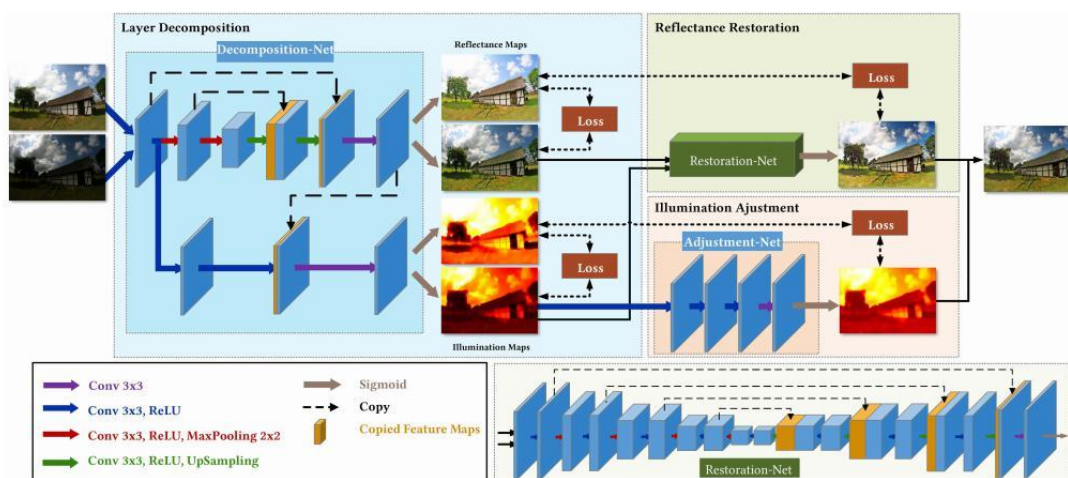 Layer Decomposition
Decomposition-Net
Reflectance Maps
Loss
Loss
Illumination Maps
Reflectance Restoration
Loss
Restoration-Net
Illumination Ajustment
Adjustment-Net
Loss
Conv 3x3
Conv 3x3, ReLU
Conv 3x3, ReLU, MaxPooling 2x2
Conv 3x3, ReLU, UpSampling
Sigmoid
Copy
Copied Feature Maps
Restoration-Net